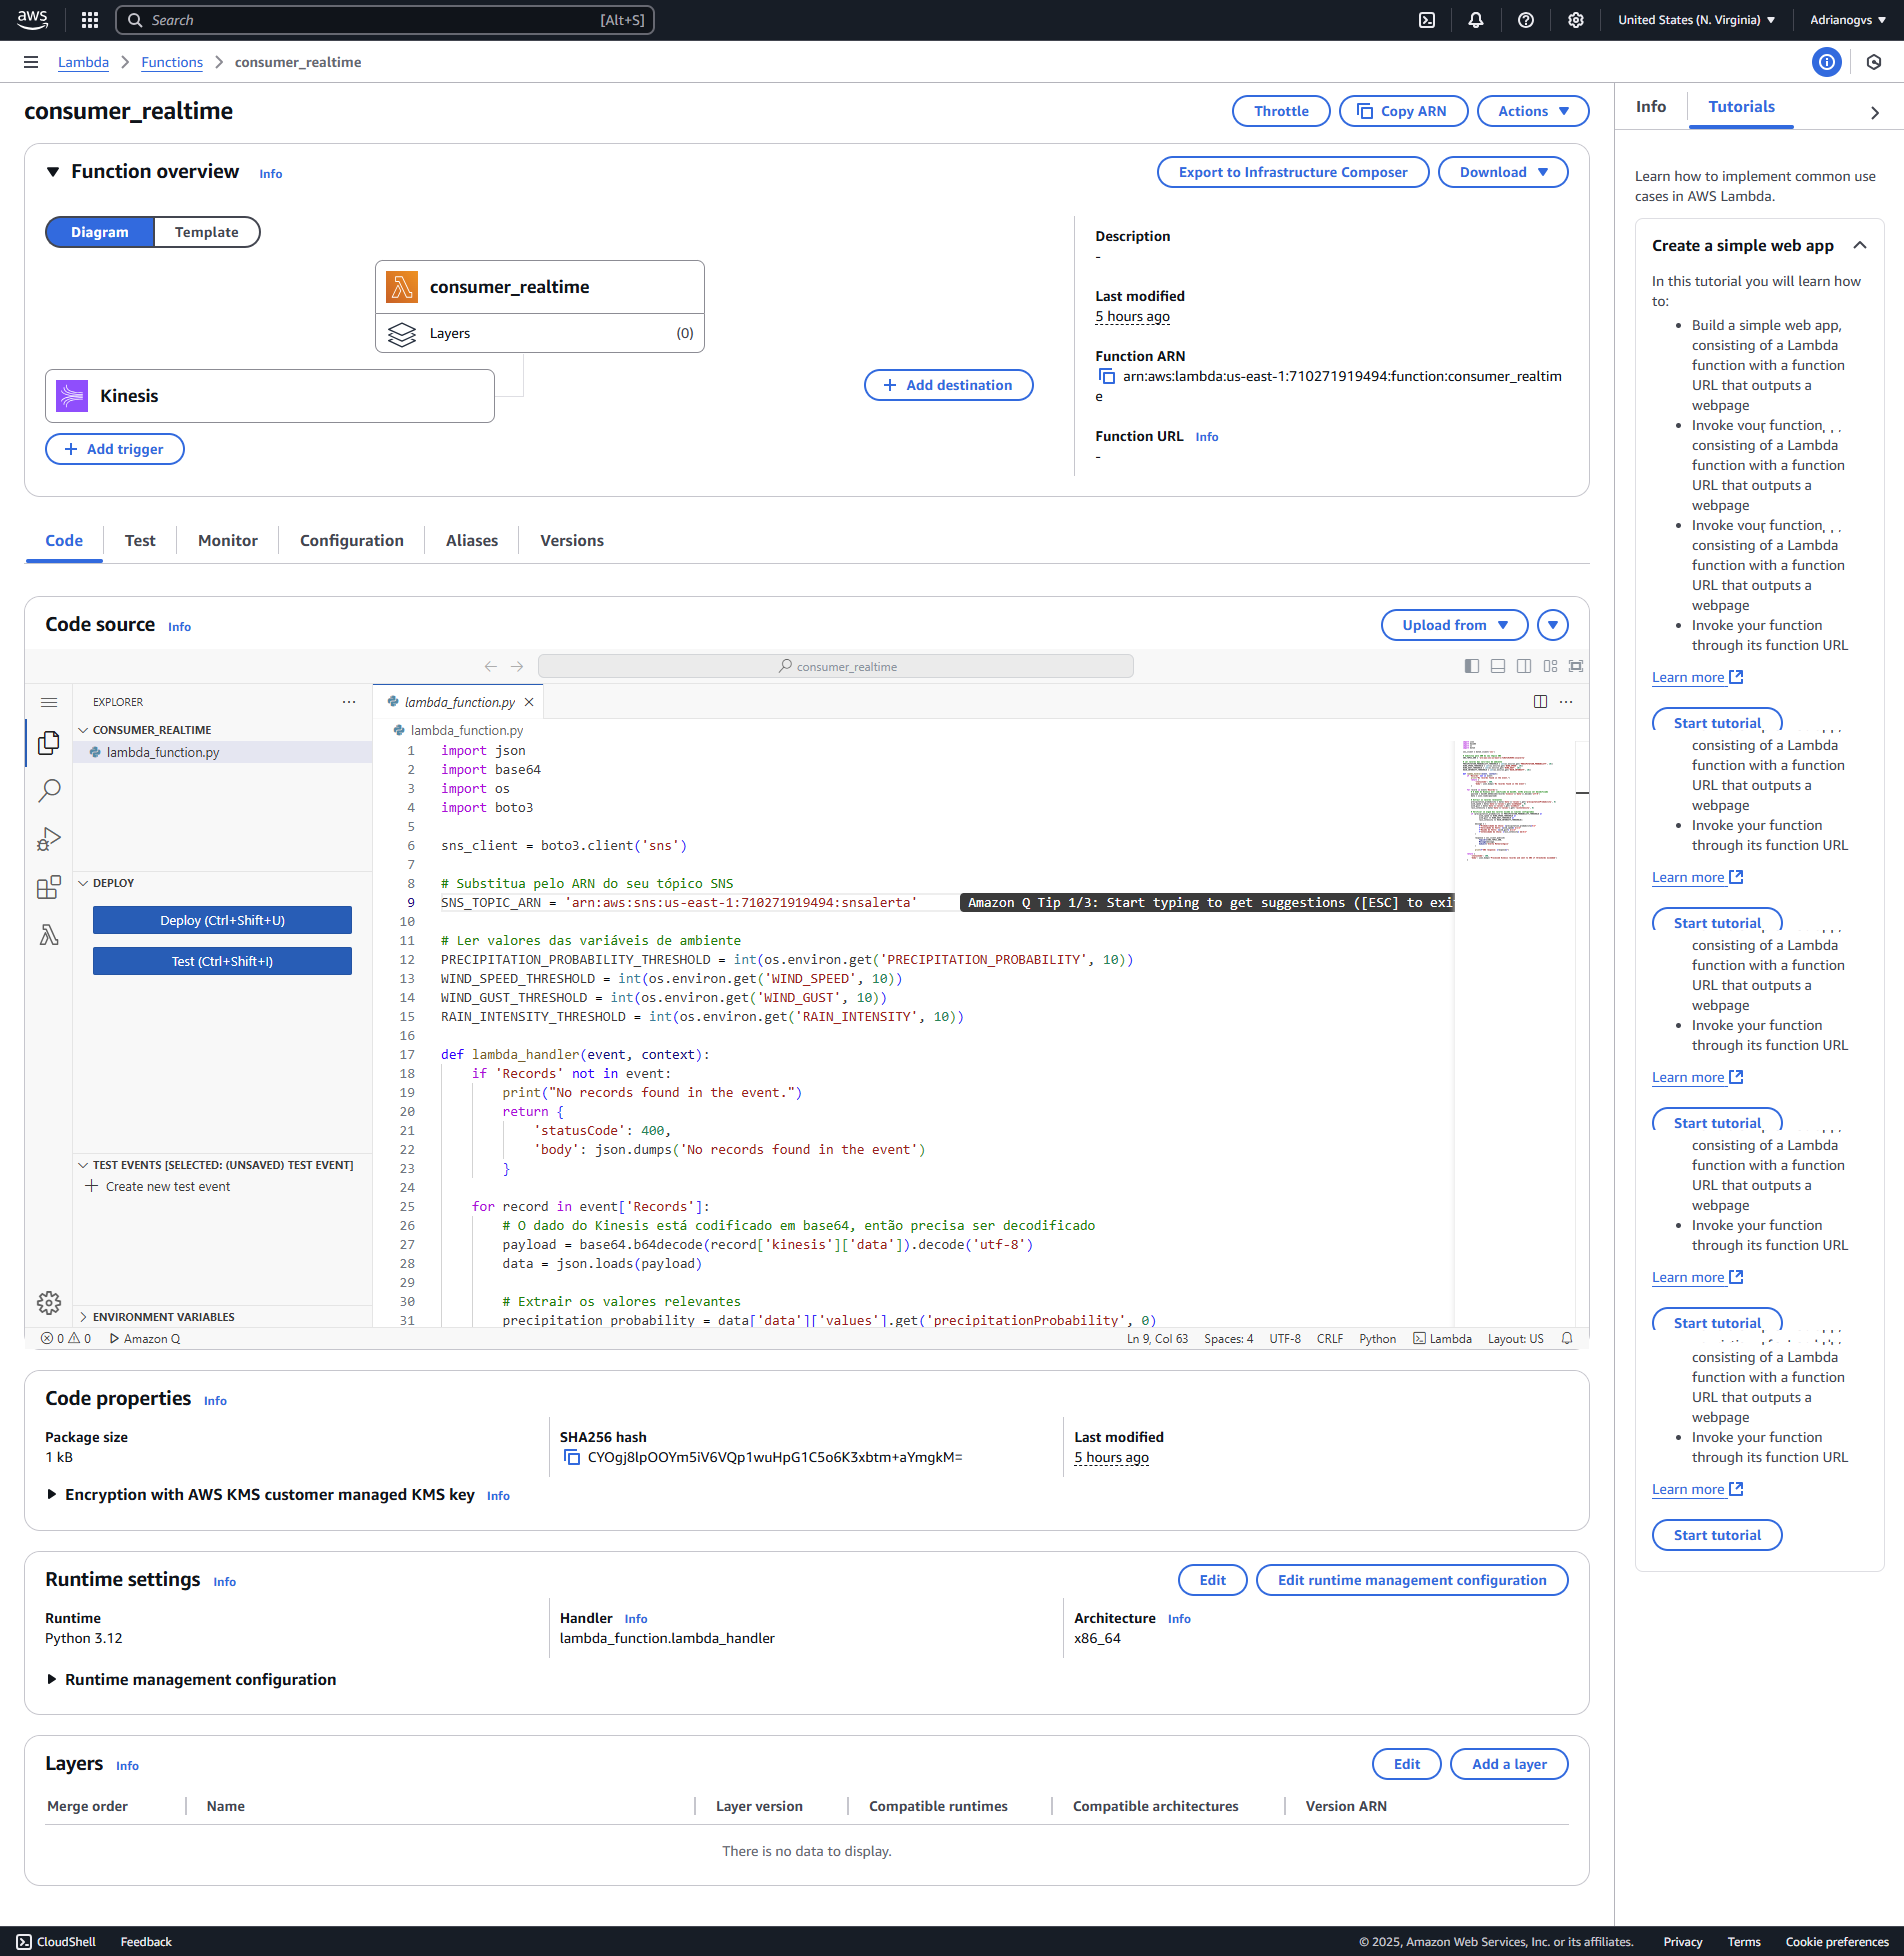 aws
Search
[Alt+S]
United States (N. Virginia)
Adrianogvs
Lambda
Functions
consumer_realtime
consumer_realtime
Throttle
Copy ARN
Actions
Function overview
Info
Export to Infrastructure Composer
Download
Diagram
Template
consumer_realtime
Layers
(0)
Kinesis
Add trigger
Add destination
Description
-
Last modified
5 hours ago
Function ARN
arn:aws:lambda:us-east-1:710271919494:function:consumer_realtim
e
Function URL Info
-
Code
Test
Monitor
Configuration
Aliases
Versions
Code source Info
Upload from
consumer_realtime
EXPLORER
CONSUMER_REALTIME
lambda_function.py
DEPLOY
Deploy (Ctrl+Shift+U)
Test (Ctrl+Shift+I)
TEST EVENTS [SELECTED: (UNSAVED) TEST EVENT]
Create new test event
ENVIRONMENT VARIABLES
lambda_function.py
lambda_function.py
1 import json
2 import base64
3 import os
4 import boto3
5
6 sns_client = boto3.client('sns')
7
8 # Substitua pelo ARN do seu tópico SNS
9 SNS_TOPIC_ARN = 'arn:aws:sns:us-east-1:710271919494:snsalerta' Amazon Q Tip 1/3: Start typing to get suggestions ([ESC] to exi
10
11 # Ler valores das variáveis de ambiente
12 PRECIPITATION_PROBABILITY_THRESHOLD = int(os.environ.get('PRECIPITATION_PROBABILITY', 10))
13 WIND_SPEED_THRESHOLD = int(os.environ.get('WIND_SPEED', 10))
14 WIND_GUST_THRESHOLD = int(os.environ.get('WIND_GUST', 10))
15 RAIN_INTENSITY_THRESHOLD = int(os.environ.get('RAIN_INTENSITY', 10))
16
17 def lambda_handler(event, context):
18 if 'Records' not in event:
19 print("No records found in the event.")
20 return {
21 'statusCode': 400,
22 'body': json.dumps('No records found in the event')
23 }
24
25 for record in event['Records']:
26 # O dado do Kinesis está codificado em base64, então precisa ser decodificado
27 payload = base64.b64decode(record['kinesis']['data']).decode('utf-8')
28 data = json.loads(payload)
29
30 # Extrair os valores relevantes
31 precipitation_probability = data['data']['values'].get('precipitationProbability', 0)
0 0
Amazon Q
Ln 9, Col 63
Spaces: 4
UTF-8
CRLF
Python
Lambda
Layout: US
Code properties Info
Package size
1 kB
SHA256 hash
CYOgj8lpOOYm5iV6VQp1wuHpG1C5o6K3xbtm+aYmgkM=
Last modified
5 hours ago
Encryption with AWS KMS customer managed KMS key Info
Runtime settings Info
Edit
Edit runtime management configuration
Runtime
Python 3.12
Handler Info
lambda_function.lambda_handler
Architecture Info
x86_64
Runtime management configuration
Layers Info
Edit
Add a layer
Merge order
Name
Layer version
Compatible runtimes
Compatible architectures
Version ARN
There is no data to display.
Info
Tutorials
Learn how to implement common use
cases in AWS Lambda.
Create a simple web app
In this tutorial you will learn how
to:
Build a simple web app,
consisting of a Lambda
function with a function
URL that outputs a
webpage
Invoke your function
consisting of a Lambda
function with a function
URL that outputs a
webpage
Invoke your function
consisting of a Lambda
function with a function
URL that outputs a
webpage
Invoke your function
through its function URL
Learn more
Start tutorial
consisting of a Lambda
function with a function
URL that outputs a
webpage
Invoke your function
through its function URL
Learn more
Start tutorial
consisting of a Lambda
function with a function
URL that outputs a
webpage
Invoke your function
through its function URL
Learn more
Start tutorial
consisting of a Lambda
function with a function
URL that outputs a
webpage
Invoke your function
through its function URL
Learn more
Start tutorial
consisting of a Lambda
function with a function
URL that outputs a
webpage
Invoke your function
through its function URL
Learn more
Start tutorial
CloudShell
Feedback
© 2025, Amazon Web Services, Inc. or its affiliates.
Privacy
Terms
Cookie preferences